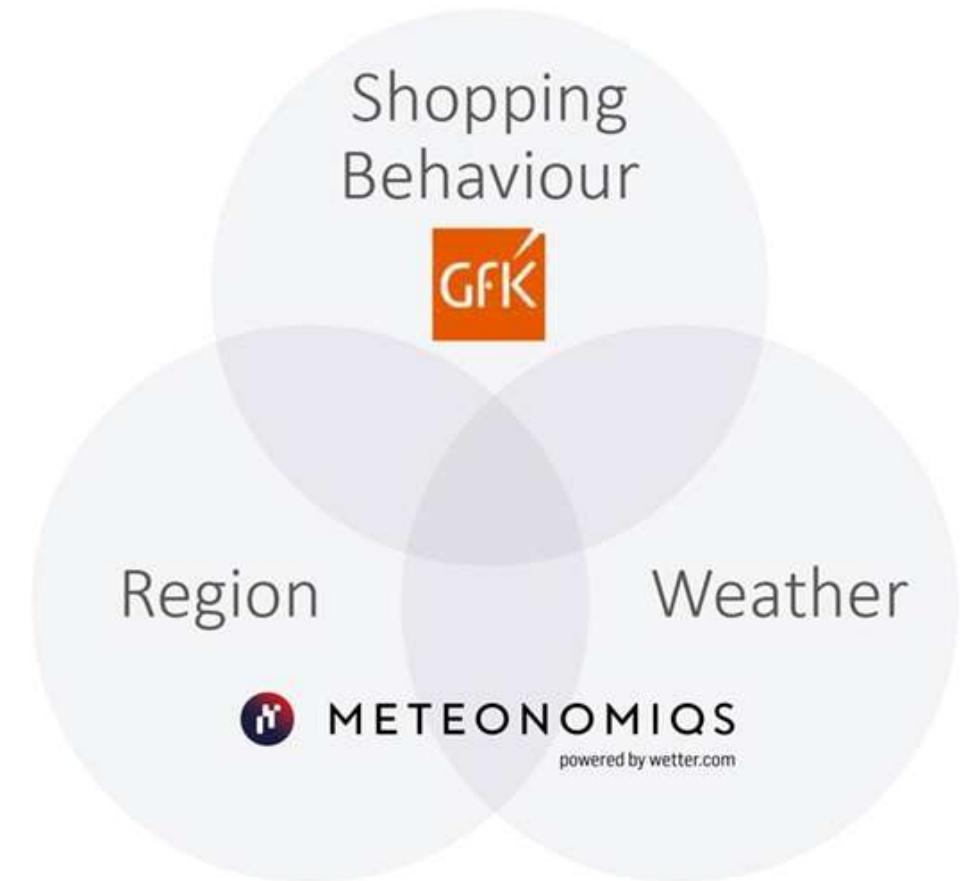 Shopping
Behaviour
GfK
Region
Weather
METEONOMIQS
powered by wetter.com